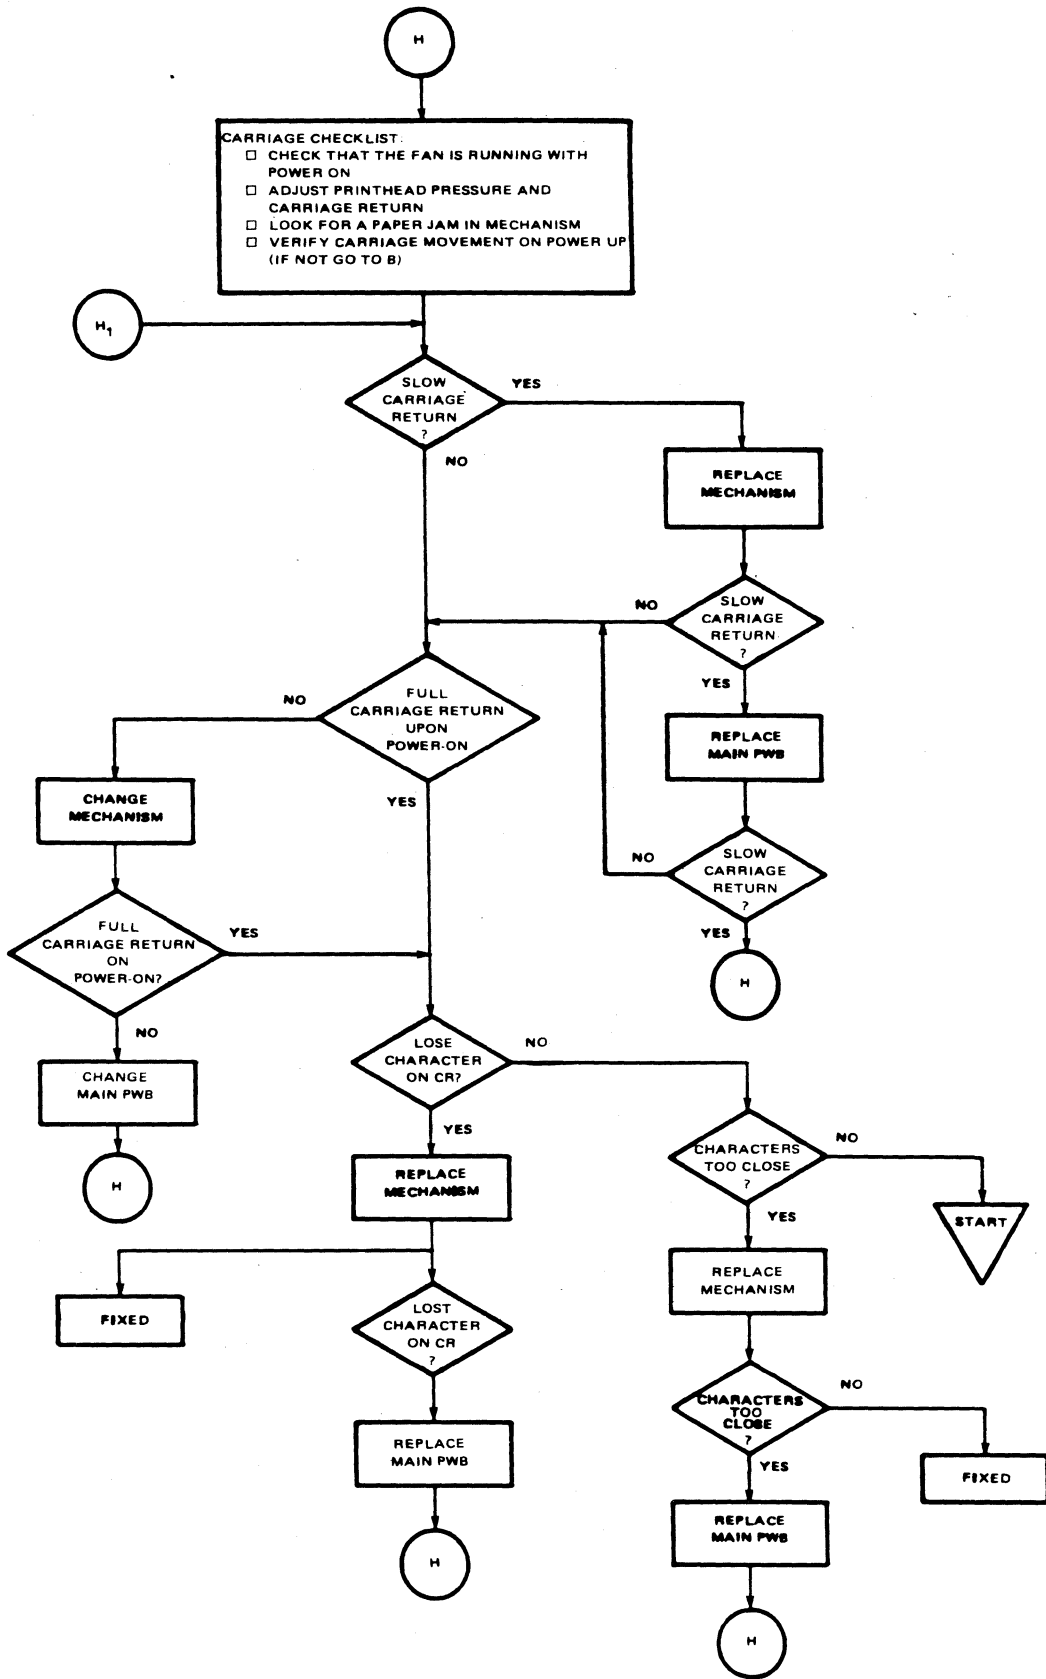 H
CARRIAGE CHECKLIST:
□ CHECK THAT THE FAN IS RUNNING WITH
POWER ON
□ ADJUST PRINTHEAD PRESSURE AND
CARRIAGE RETURN
□ LOOK FOR A PAPER JAM IN MECHANISM
□ VERIFY CARRIAGE MOVEMENT ON POWER UP
(IF NOT GO TO B)
H1
SLOW
CARRIAGE
RETURN
?
YES
NO
REPLACE
MECHANISM
SLOW
CARRIAGE
RETURN
?
NO
YES
REPLACE
MAIN PWB
SLOW
CARRIAGE
RETURN
?
NO
YES
H
FULL
CARRIAGE RETURN
UPON
POWER-ON
NO
YES
CHANGE
MECHANISM
FULL
CARRIAGE RETURN
ON
POWER-ON?
YES
NO
CHANGE
MAIN PWB
H
LOSE
CHARACTER
ON CR?
NO
YES
REPLACE
MECHANISM
FIXED
LOST
CHARACTER
ON CR
?
REPLACE
MAIN PWB
H
CHARACTERS
TOO CLOSE
?
NO
YES
START
REPLACE
MECHANISM
CHARACTERS
TOO
CLOSE
?
NO
YES
FIXED
REPLACE
MAIN PWB
H